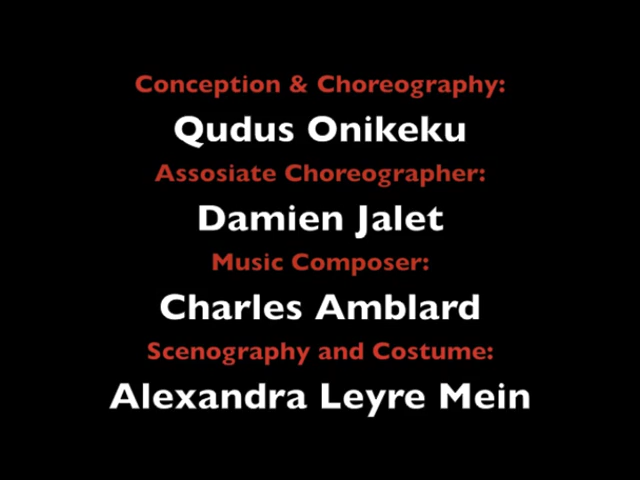 Conception & Choreography:
Qudus Onikeku
Assosiate Choreographer:
Damien Jalet
Music Composer:
Charles Amblard
Scenography and Costume:
Alexandra Leyre Mein